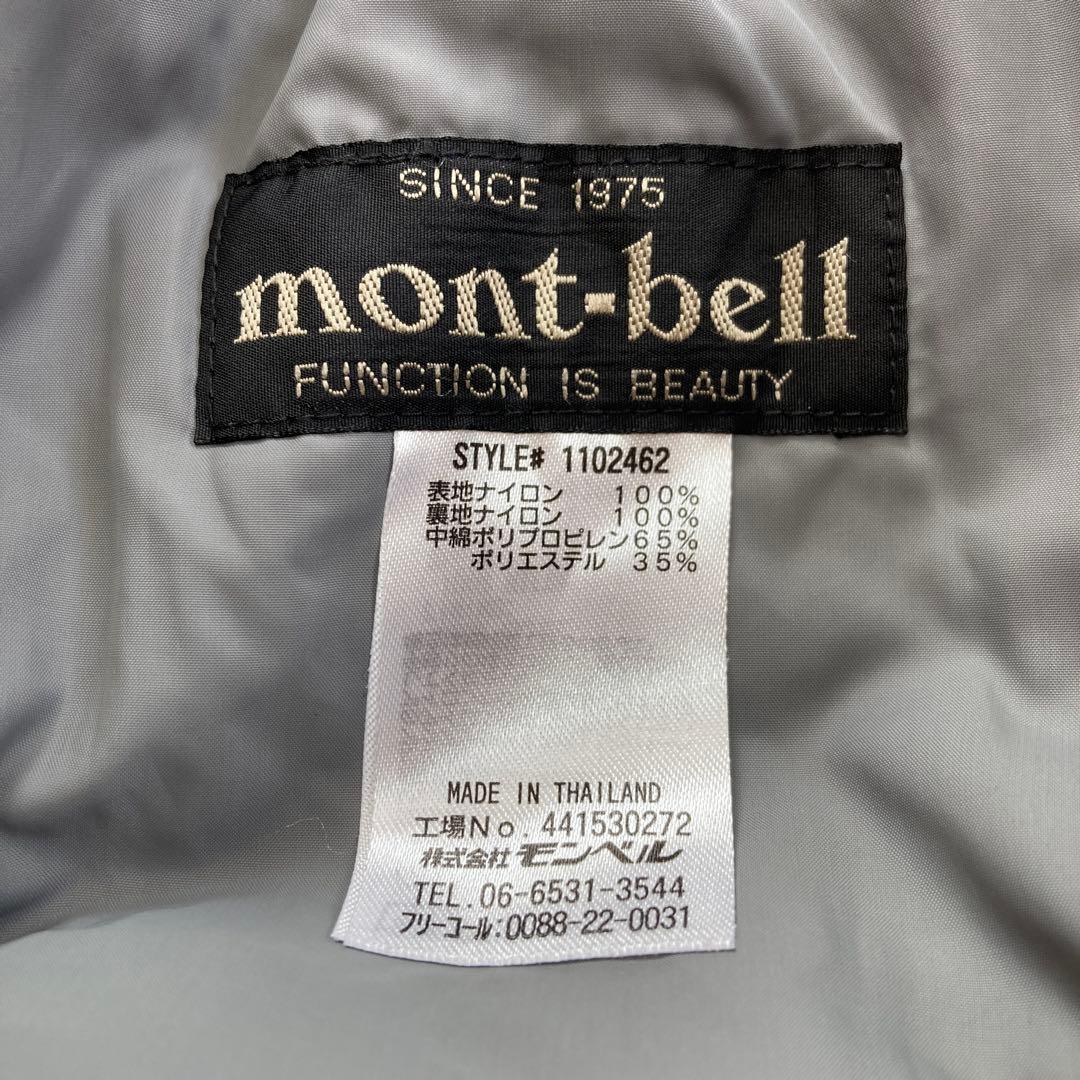 SINCE 1975
mont-bell
FUNCTION IS BEAUTY
STYLE# 1102462
表地ナイロン 100%
裏地ナイロン 100%
中綿ポリプロピレン65%
ポリエステル 35%
MADE IN THAILAND
工場No. 441530272
株式会社モンベル
TEL. 06-6531-3544
フリーコール:0088-22-0031